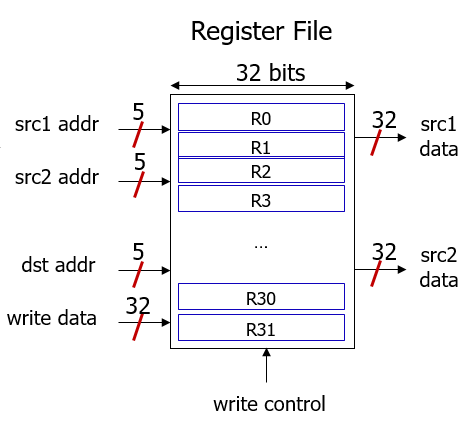 Register File
32 bits
src1 addr
5
R0
32
src1
data
R1
src2 addr
5
R2
R3
...
dst addr
5
32
src2
data
write data
32
R30
R31
write control